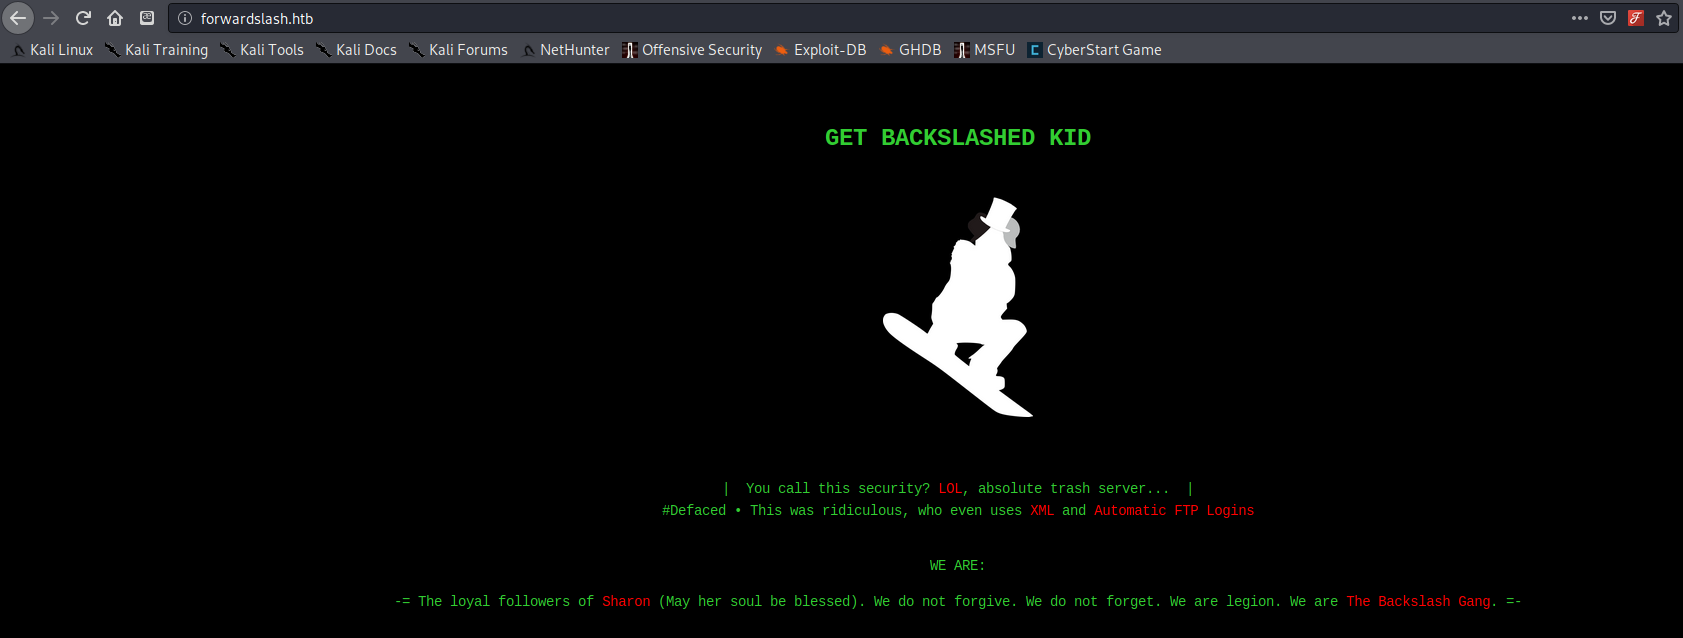 forwardslash.htb
Kali Linux Kali Training Kali Tools Kali Docs Kali Forums NetHunter Offensive Security Exploit-DB GHDB MSFU CyberStart Game
GET BACKSLASHED KID
| You call this security? LOL, absolute trash server... |
#Defaced • This was ridiculous, who even uses XML and Automatic FTP Logins
WE ARE:
-= The loyal followers of Sharon (May her soul be blessed). We do not forgive. We do not forget. We are legion. We are The Backslash Gang. =-